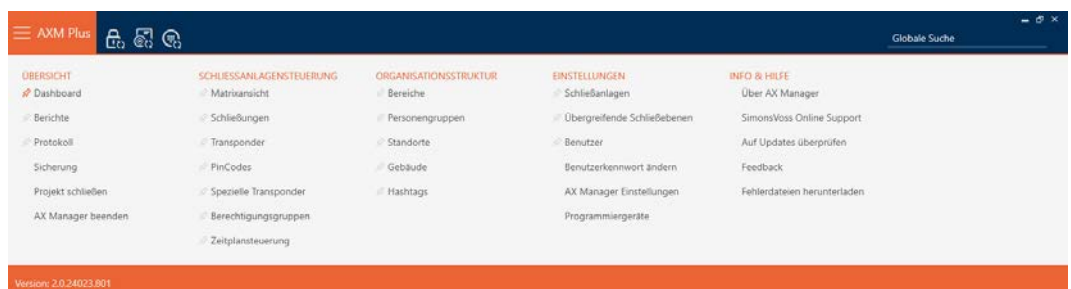 AXM Plus
Globale Suche
ÜBERSICHT
Dashboard
Berichte
Protokoll
Sicherung
Projekt schließen
AX Manager beenden
SCHLIESSANLAGENSTEUERUNG
Matrixansicht
Schließungen
Transponder
PinCodes
Spezielle Transponder
Berechtigungsgruppen
Zeitplansteuerung
ORGANISATIONSSTRUKTUR
Bereiche
Personengruppen
Standorte
Gebäude
Hashtags
EINSTELLUNGEN
Schließanlagen
Übergreifende Schließebenen
Benutzer
Benutzerkennwort ändern
AX Manager Einstellungen
Programmiergeräte
INFO & HILFE
Über AX Manager
SimonsVoss Online Support
Auf Updates überprüfen
Feedback
Fehlerdateien herunterladen
Version: 2.0.24023.801